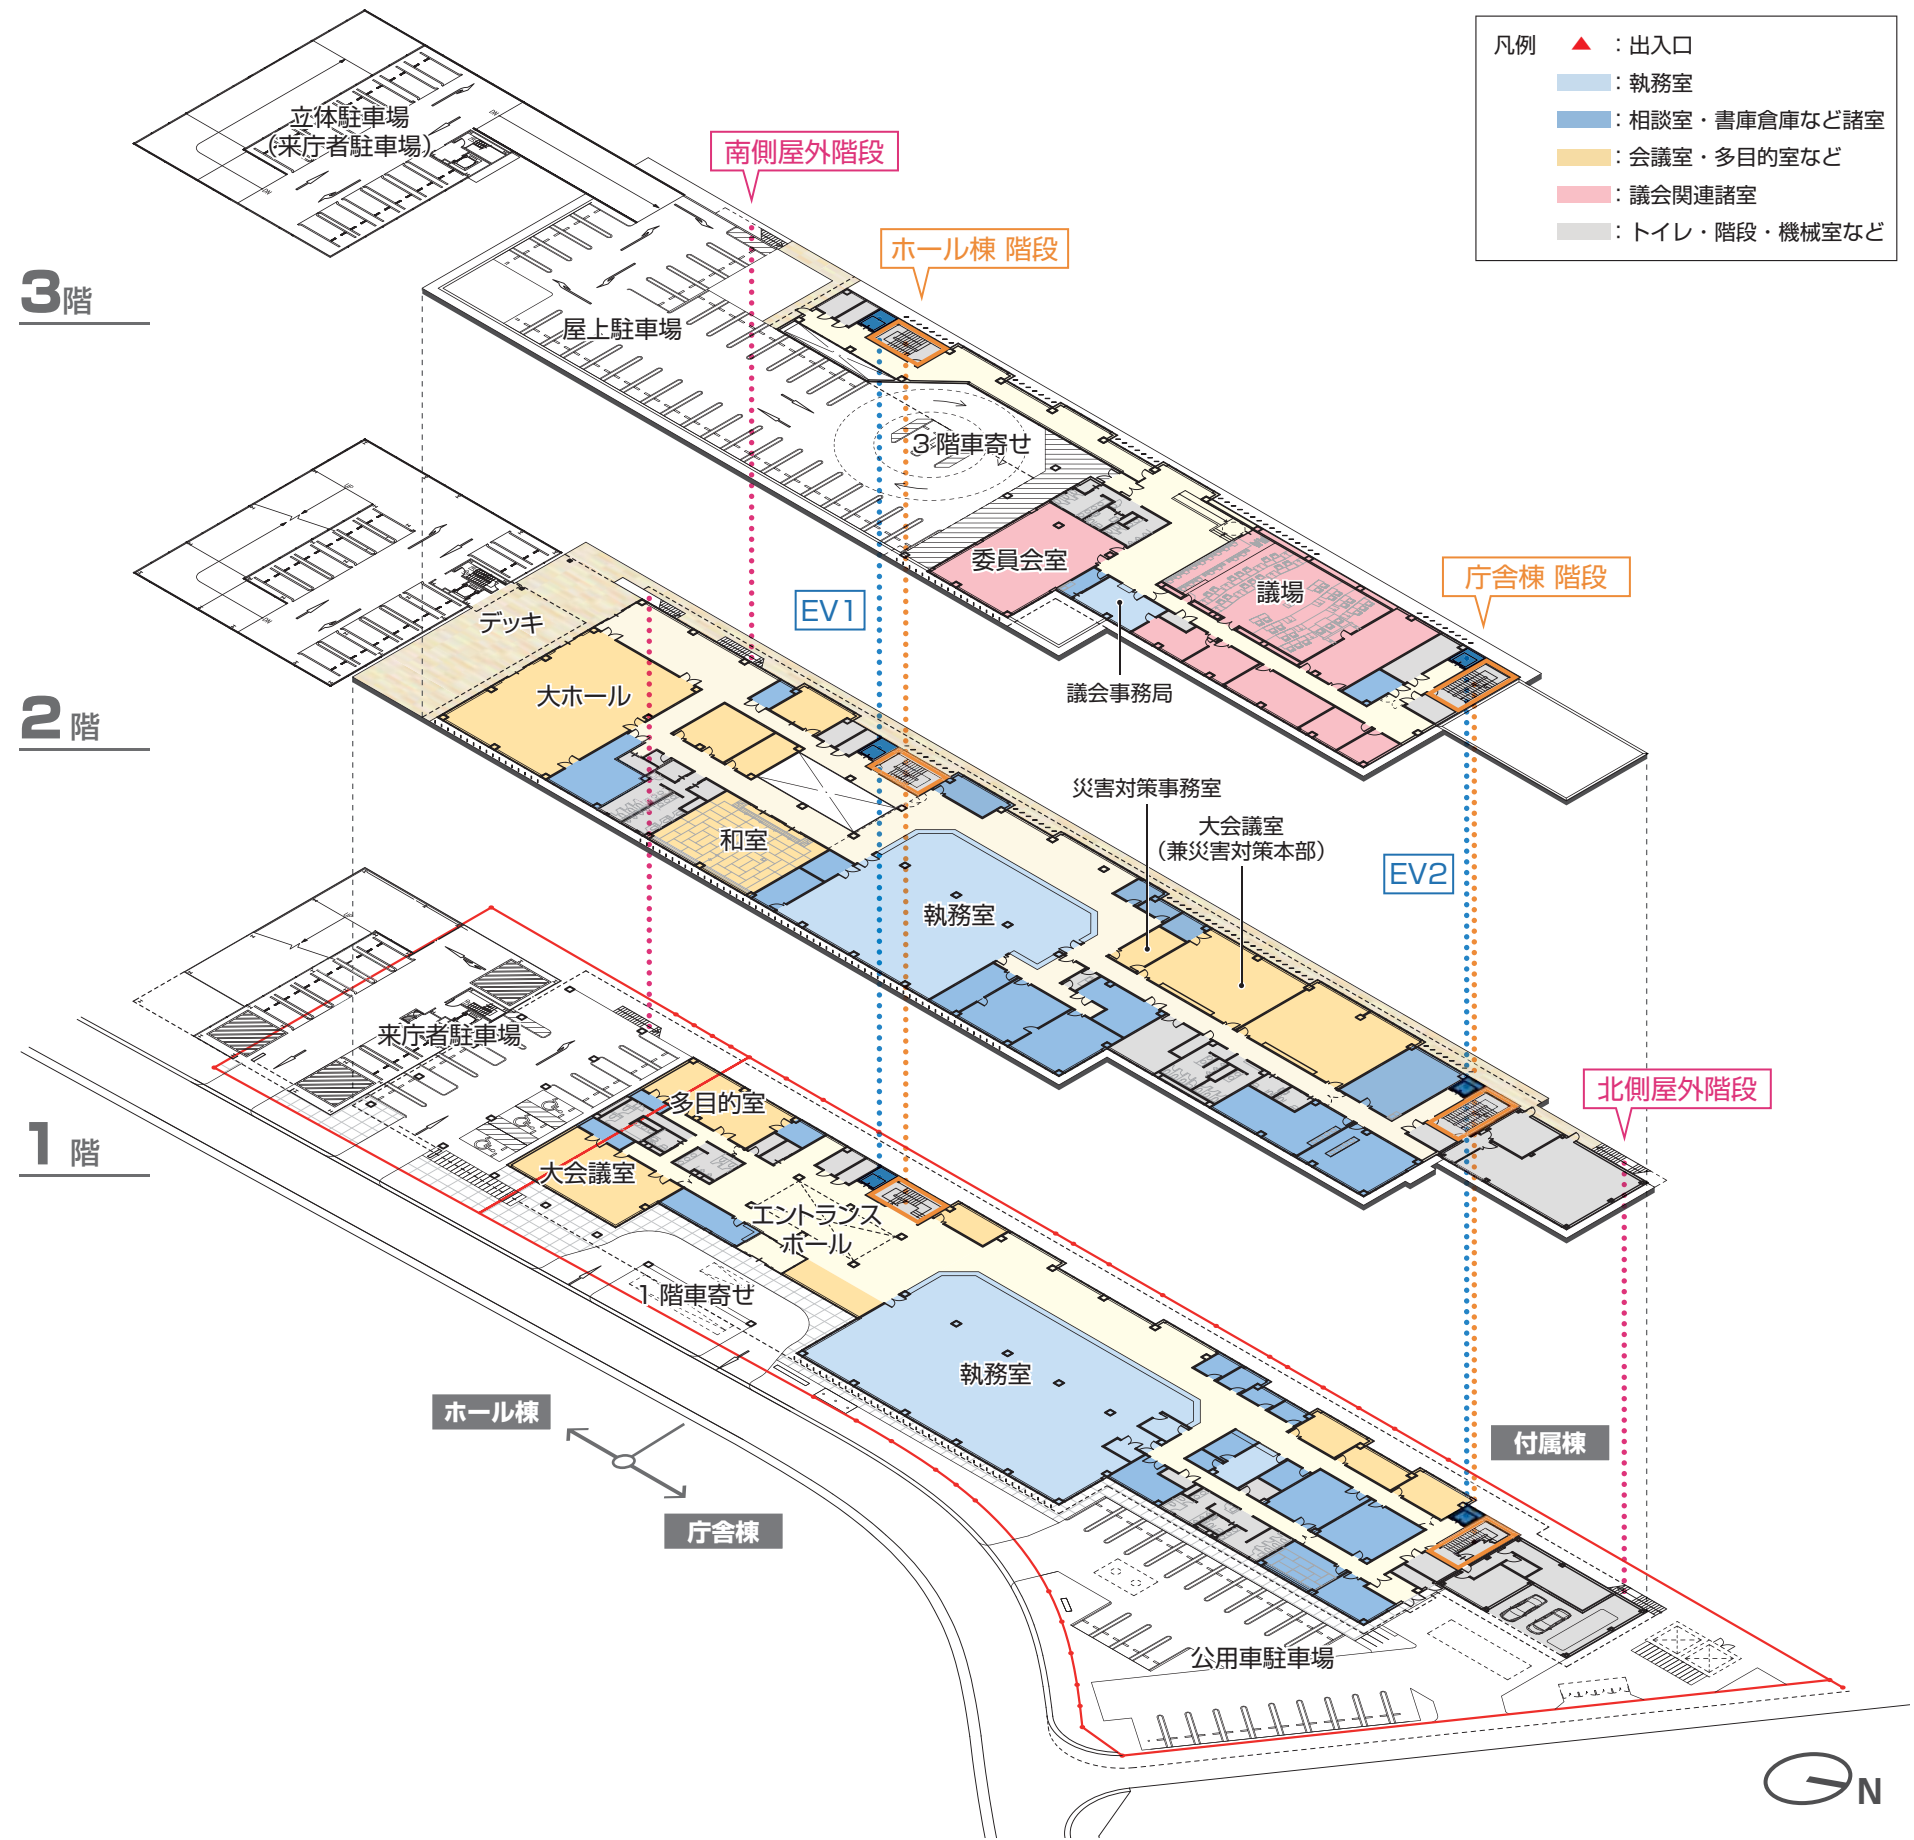 凡例
▲：出入口
：執務室
：相談室・書庫倉庫など諸室
：会議室・多目的室など
：議会関連諸室
：トイレ・階段・機械室など
3階
立体駐車場
（来庁者駐車場）
南側屋外階段
ホール棟 階段
屋上駐車場
3階車寄せ
委員会室
議場
庁舎棟 階段
議会事務局
EV1
2階
デッキ
大ホール
和室
執務室
災害対策事務室
大会議室
（兼災害対策本部）
EV2
北側屋外階段
1階
来庁者駐車場
多目的室
大会議室
エントランス
ホール
1階車寄せ
執務室
ホール棟
庁舎棟
付属棟
公用車駐車場
N